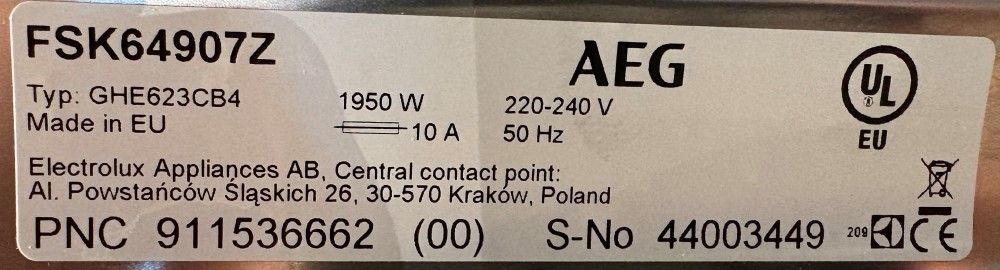 FSK64907Z
AEG
Typ: GHE623CB4 1950 W 220-240 V
Made in EU 10 A 50 Hz
UL
®
EU
Electrolux Appliances AB, Central contact point:
Al. Powstańców Śląskich 26, 30-570 Kraków, Poland
PNC 911536662 (00) S-No 44003449 209 CE